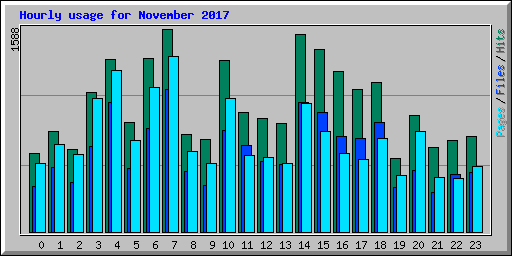 Hourly usage for November 2017
1588
Pages/Files/Hits
0 1 2 3 4 5 6 7 8 9 10 11 12 13 14 15 16 17 18 19 20 21 22 23